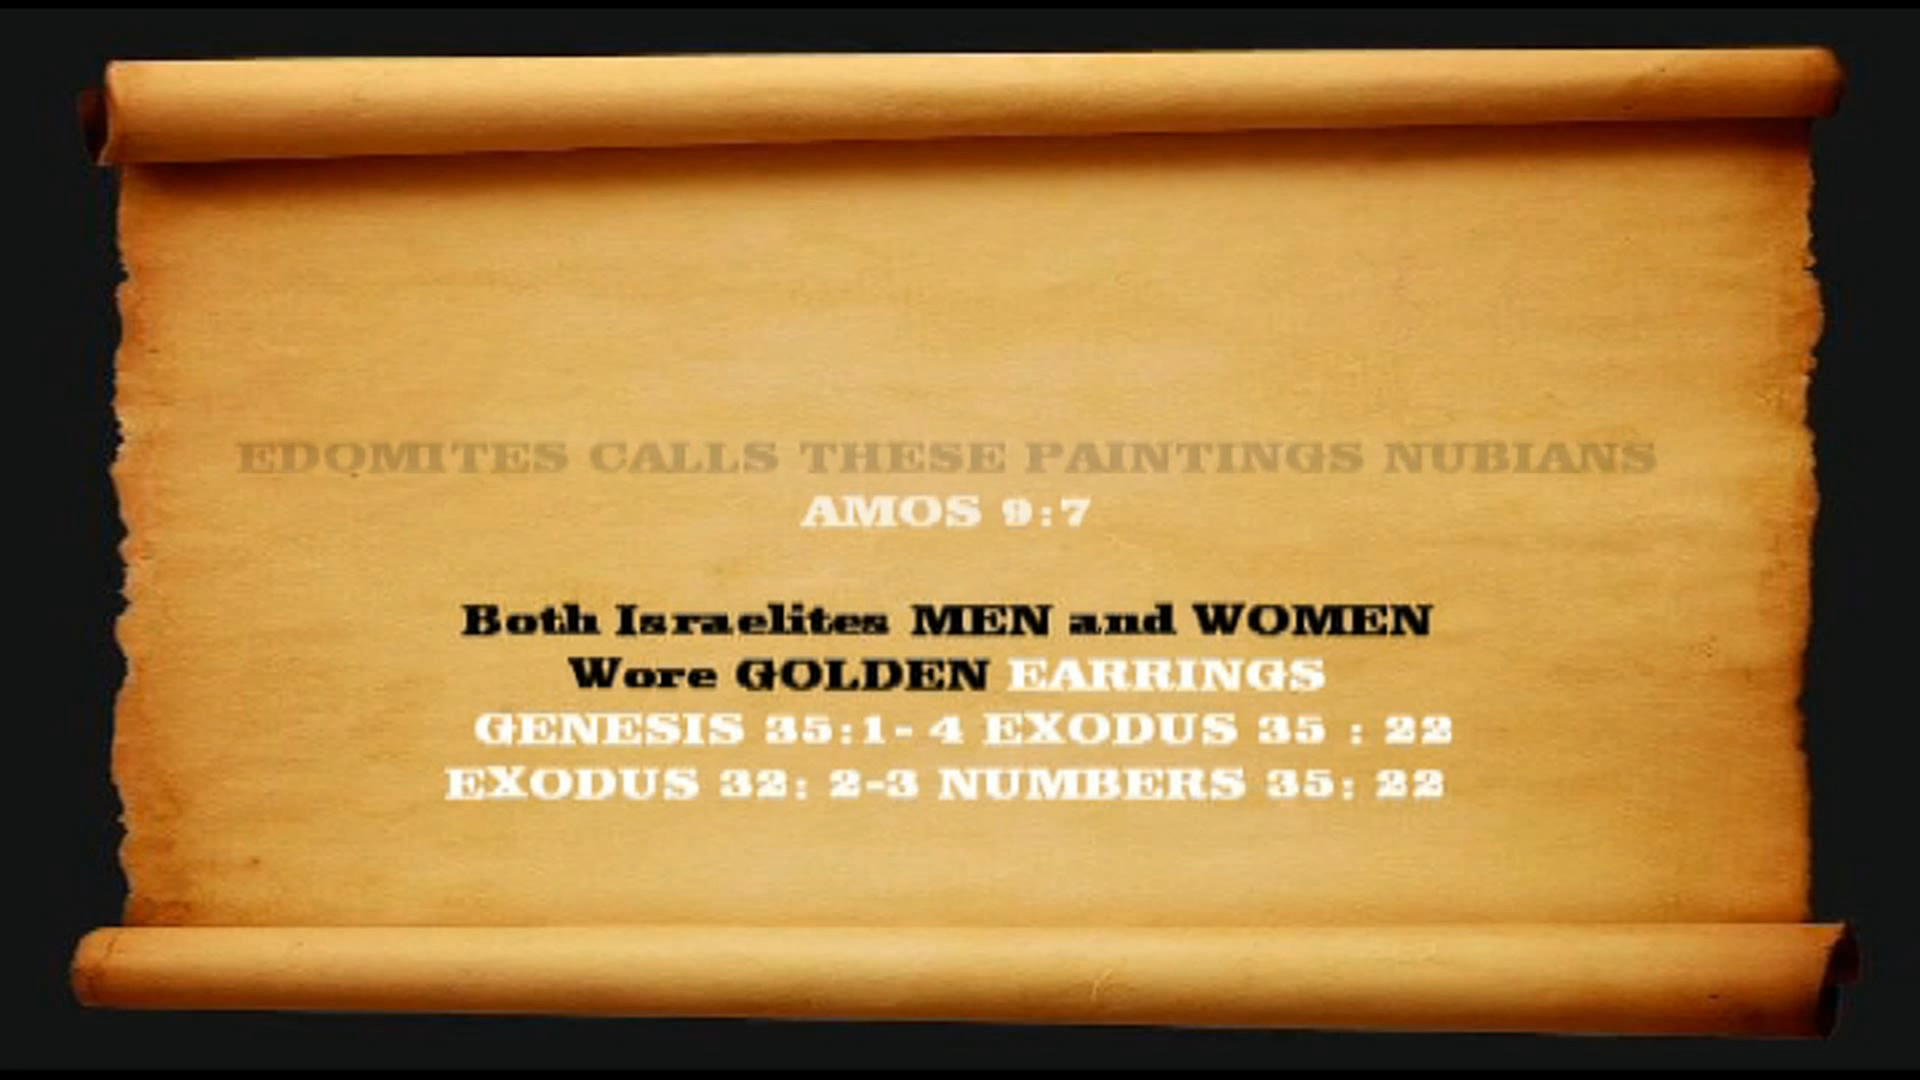 EDOMITES CALLS THESE PAINTINGS NUBIANS
AMOS 9:7
Both Israelites MEN and WOMEN
Wore GOLDEN EARRINGS
GENESIS 35:1- 4 EXODUS 35 : 22
EXODUS 32: 2-3 NUMBERS 35: 22